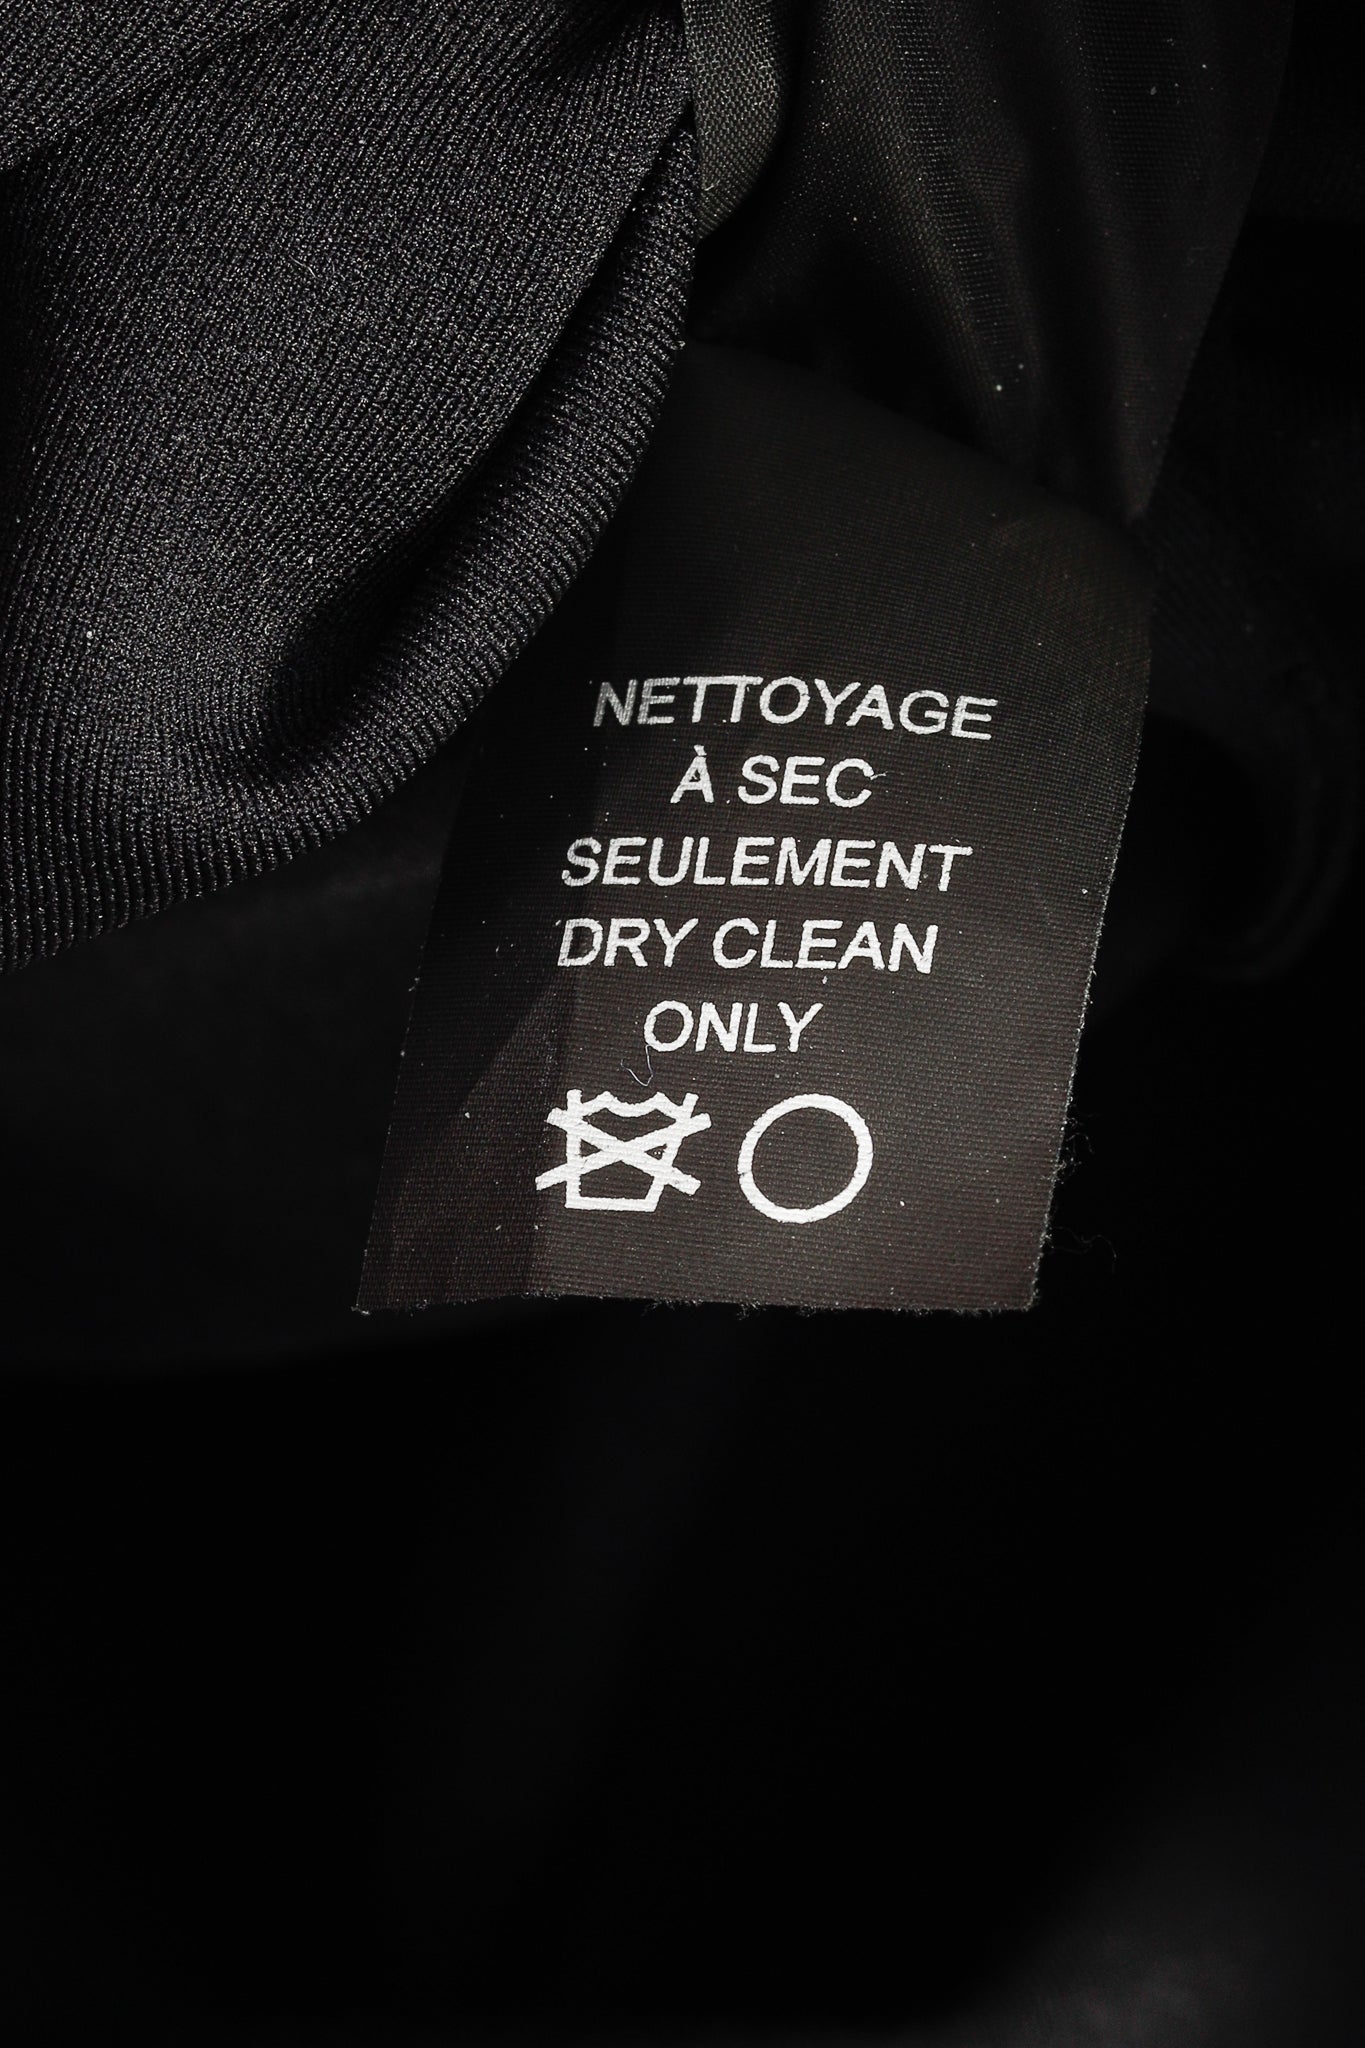 NETTOYAGE
À SEC
SEULEMENT
DRY CLEAN
ONLY